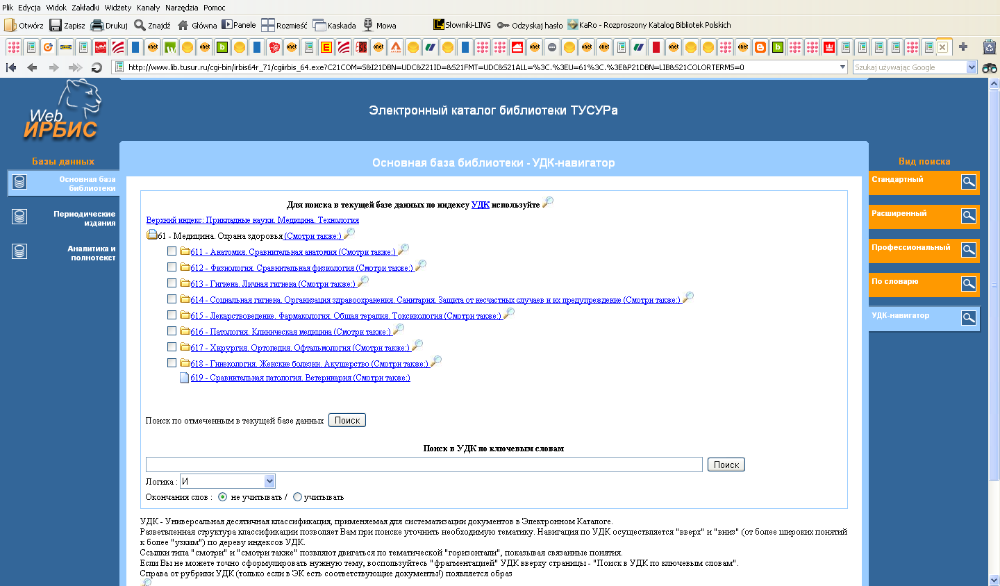 Plik Edycja Widok Zakładki Widżety Kanały Narzędzia Pomoc
Otwórz Zapisz Drukuj Znajdź Główna Panele Rozmieść Kaskada Mowa Słowniki-LING Odzyskaj hasło KaRo - Rozproszony Katalog Bibliotek Polskich
http://www.lib.tusur.ru/cgi-bin/irbis64r_71/cgiirbis_64.exe?C21COM=S&I21DBN=UDC&Z21ID=&S21FMT=UDC&S21ALL=%3C.%3EU=61%3C.%3E&P21DBN=LIB&S21COLORTERMS=0 Szukaj używając Google
Web
ИРБИС
Электронный каталог библиотеки ТУСУРа
Базы данных
Основная база
библиотеки
Периодические
издания
Аналитика и
полнотекст
Основная база библиотеки - УДК-навигатор
Для поиска в текущей базе данных по индексу УДК используйте
Верхний индекс: Прикладные науки. Медицина. Технология
61 - Медицина. Охрана здоровья (Смотри также:)
611 - Анатомия. Сравнительная анатомия (Смотри также:)
612 - Физиология. Сравнительная физиология (Смотри также:)
613 - Гигиена. Личная гигиена (Смотри также:)
614 - Социальная гигиена. Организация здравоохранения. Санитария. Защита от несчастных случаев и их предупреждение (Смотри также:)
615 - Лекарствоведение. Фармакология. Общая терапия. Токсикология (Смотри также:)
616 - Патология. Клиническая медицина (Смотри также:)
617 - Хирургия. Ортопедия. Офтальмология (Смотри также:)
618 - Гинекология. Женские болезни. Акушерство (Смотри также:)
619 - Сравнительная патология. Ветеринария (Смотри также:)
Поиск по отмеченным в текущей базе данных Поиск
Поиск в УДК по ключевым словам
Поиск
Логика : И
Окончания слов : не учитывать / учитывать
УДК - Универсальная десятичная классификация, применяемая для систематизации документов в Электронном Каталоге.
Разветвленная структура классификации позволяет Вам при поиске уточнить необходимую тематику. Навигация по УДК осуществляется "вверх" и "вниз" (от более широких понятий
к более "узким") по дереву индексов УДК.
Ссылки типа "смотри" и "смотри также" позвляют двигаться по тематической "горизонтали", показывая связанные понятия.
Если Вы не можете точно сформулировать нужную тему, воспользуйтесь "фрагментацией" УДК вверху страницы - "Поиск в УДК по ключевым словам".
Справа от рубрики УДК (только если в ЭК есть соответствующие документы!) появляется образ
Вид поиска
Стандартный
Расширенный
Профессиональный
По словарю
УДК-навигатор